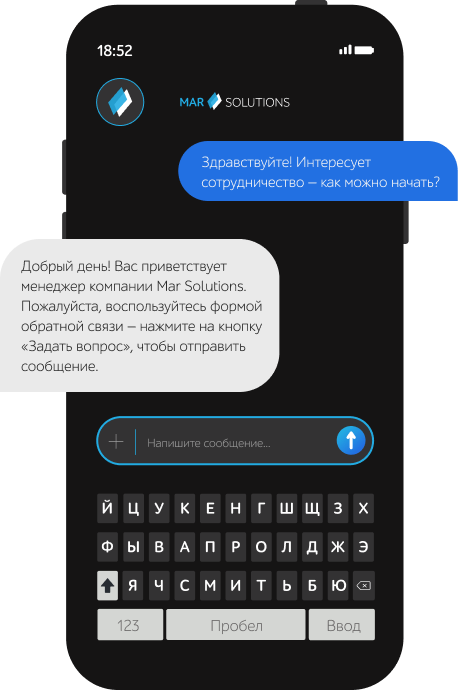 18:52
MAR SOLUTIONS
Здравствуйте! Интересует
сотрудничество – как можно начать?
Добрый день! Вас приветствует
менеджер компании Mar Solutions.
Пожалуйста, воспользуйтесь формой
обратной связи – нажмите на кнопку
«Задать вопрос», чтобы отправить
сообщение.
Напишите сообщение...
Й Ц У К Е Н Г Ш Щ З Х
Ф Ы В А П Р О Л Д Ж Э
Я Ч С М И Т Ь Б Ю
123 Пробел Ввод